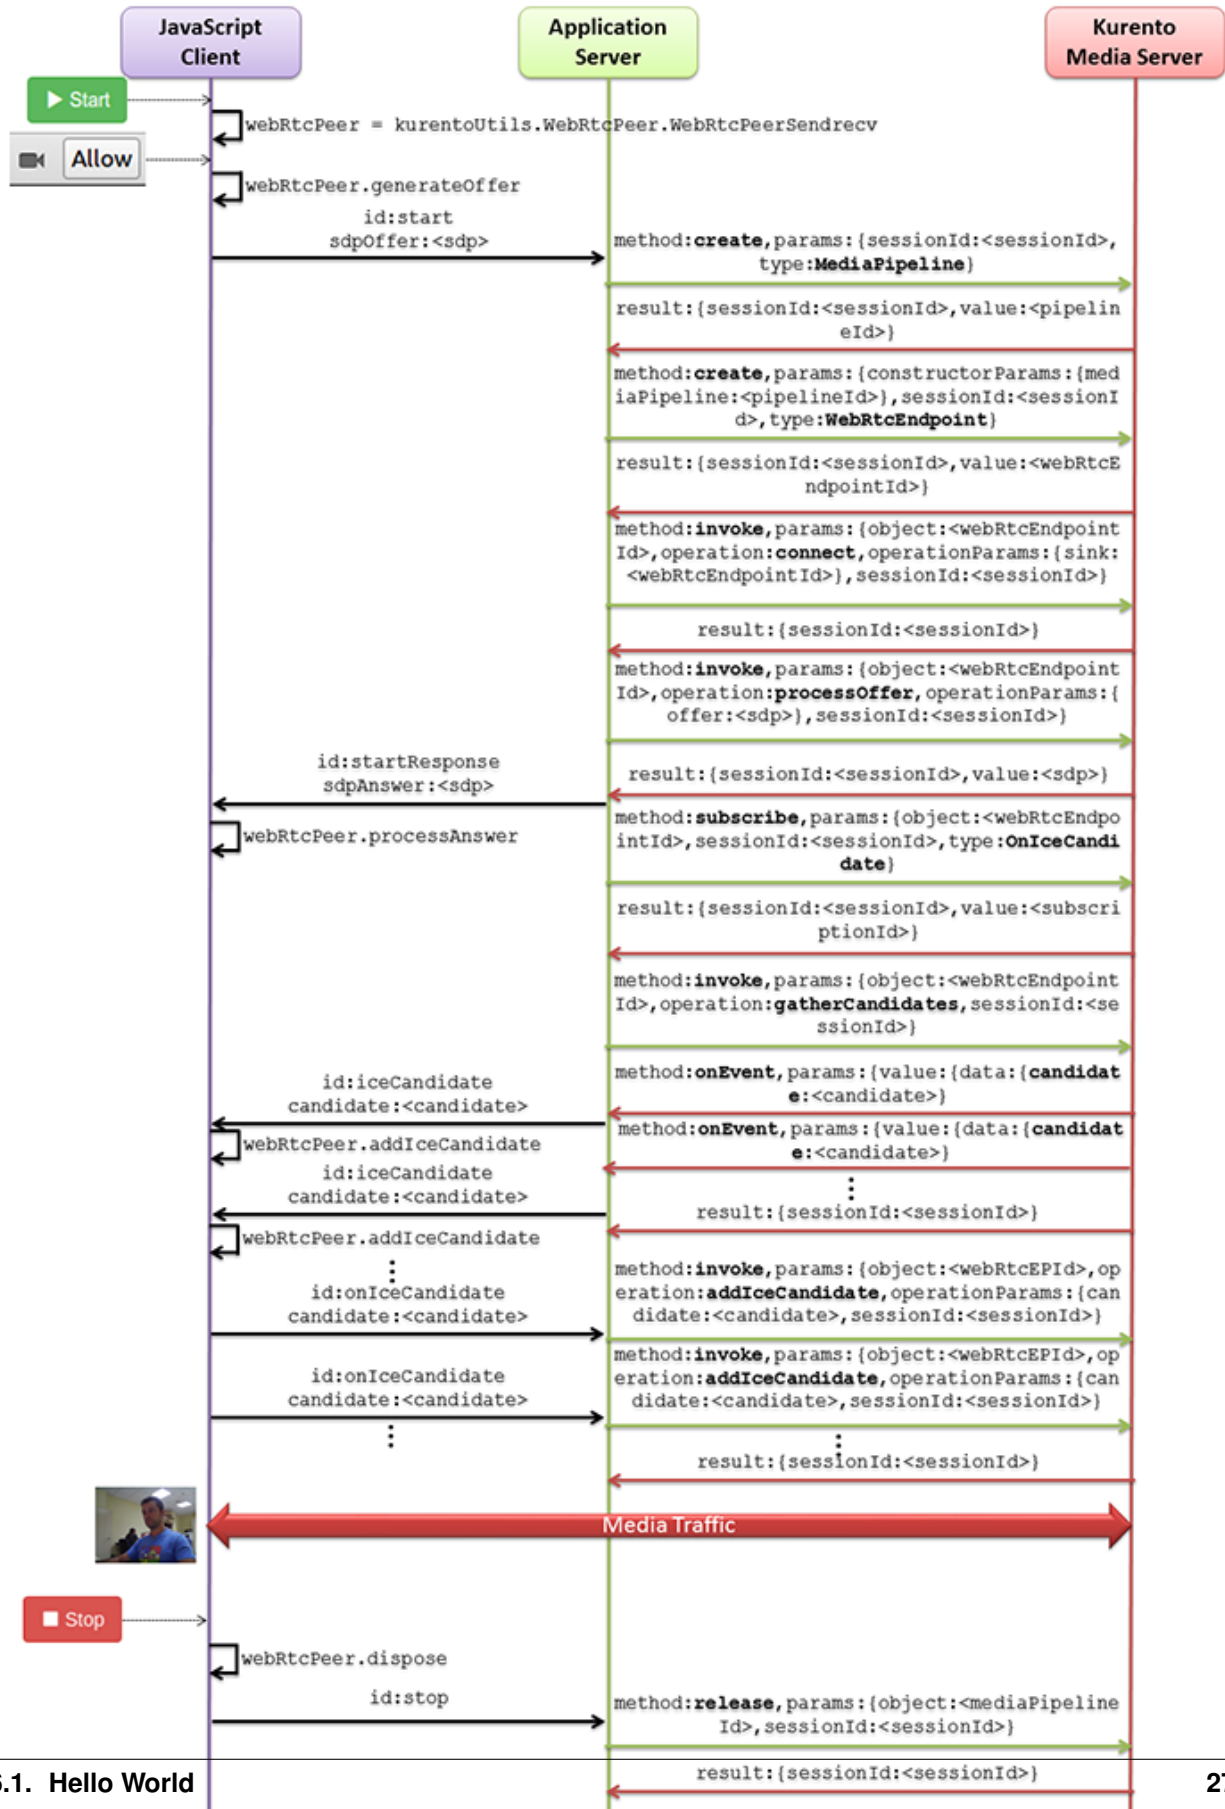 JavaScript
Client
Application
Server
Kurento
Media Server
Start
webRtcPeer = kurentoUtils.WebRtcPeer.WebRtcPeerSendrecv
Allow
webRtcPeer.generateOffer
id:start
sdpOffer:<sdp>
method:create,params:{sessionId:<sessionId>,
type:MediaPipeline}
result:{sessionId:<sessionId>,value:<pipelin
eId>}
method:create,params:{constructorParams:{med
iaPipeline:<pipelineId>},sessionId:<sessionI
d>,type:WebRtcEndpoint}
result:{sessionId:<sessionId>,value:<webRtcE
ndpointId>}
method:invoke,params:{object:<webRtcEndpoint
Id>,operation:connect,operationParams:{sink:
<webRtcEndpointId>},sessionId:<sessionId>}
result:{sessionId:<sessionId>}
method:invoke,params:{object:<webRtcEndpoint
Id>,operation:processOffer,operationParams:{
offer:<sdp>},sessionId:<sessionId>}
id:startResponse
sdpAnswer:<sdp>
result:{sessionId:<sessionId>,value:<sdp>}
webRtcPeer.processAnswer
method:subscribe,params:{object:<webRtcEndpo
intId>,sessionId:<sessionId>,type:OnIceCandi
date}
result:{sessionId:<sessionId>,value:<subscri
ptionId>}
method:invoke,params:{object:<webRtcEndpoint
Id>,operation:gatherCandidates,sessionId:<se
ssionId>}
id:iceCandidate
candidate:<candidate>
method:onEvent,params:{value:{data:{candidat
e:<candidate>}
webRtcPeer.addIceCandidate
method:onEvent,params:{value:{data:{candidat
e:<candidate>}
id:iceCandidate
candidate:<candidate>
result:{sessionId:<sessionId>}
webRtcPeer.addIceCandidate
id:onIceCandidate
candidate:<candidate>
method:invoke,params:{object:<webRtcEPId>,op
eration:addIceCandidate,operationParams:{can
didate:<candidate>,sessionId:<sessionId>}
id:onIceCandidate
candidate:<candidate>
method:invoke,params:{object:<webRtcEPId>,op
eration:addIceCandidate,operationParams:{can
didate:<candidate>,sessionId:<sessionId>}
result:{sessionId:<sessionId>}
Media Traffic
Stop
webRtcPeer.dispose
id:stop
method:release,params:{object:<mediaPipeline
Id>,sessionId:<sessionId>}
result:{sessionId:<sessionId>}
.1. Hello World
27